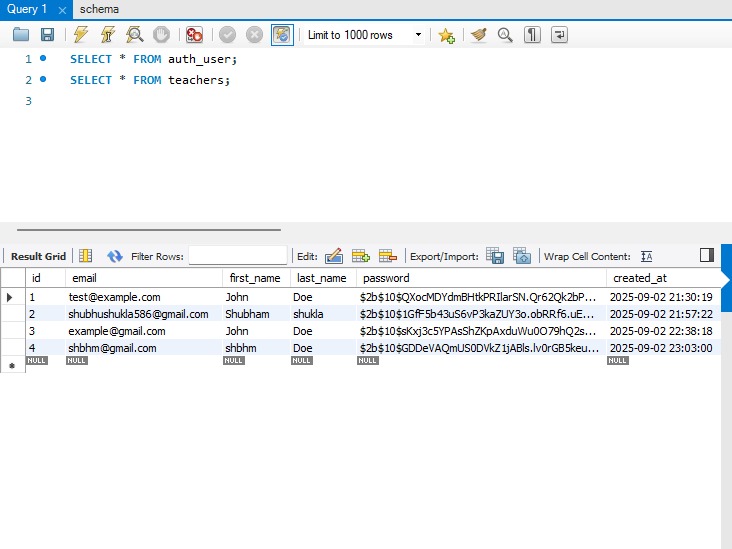 Query 1 schema
Limit to 1000 rows
1 SELECT * FROM auth_user;
2 SELECT * FROM teachers;
3
Result Grid Filter Rows: Edit: Export/Import: Wrap Cell Content: IA
id email first_name last_name password created_at
1 test@example.com John Doe $2b$10$QXocMDYdmBHtkPRIlarSN.Qr62Qk2bP... 2025-09-02 21:30:19
2 shubhushukla586@gmail.com Shubham shukla $2b$10$1GfF5b43uS6vP3kaZUY3o.obRRf6.uE... 2025-09-02 21:57:22
3 example@gmail.com John Doe $2b$10$sKxj3c5YPAsShZKpAxduWu0O79hQ2s... 2025-09-02 22:38:18
4 shbhm@gmail.com shbhm Doe $2b$10$GDDeVAQmUS0DVkZ1jABls.lv0rGB5keu... 2025-09-02 23:03:00
NULL NULL NULL NULL NULL NULL